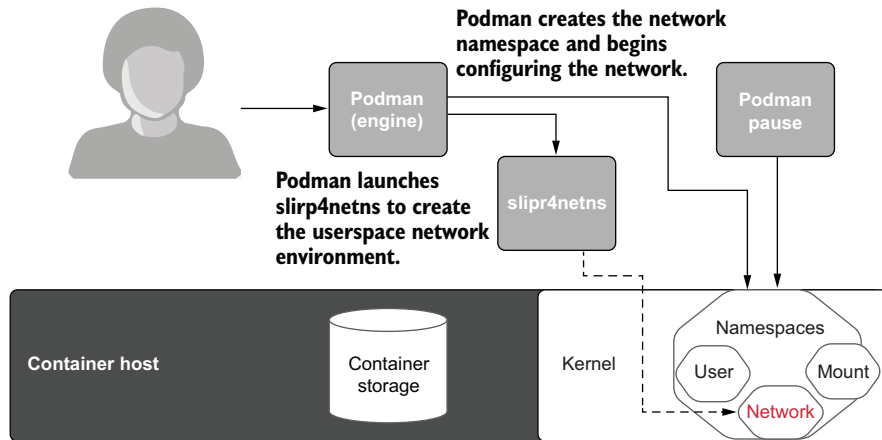 Podman creates the network
namespace and begins
configuring the network.
Podman
(engine)
Podman
pause
Podman launches
slirp4netns to create
the userspace network
environment.
slipr4netns
Container host
Container
storage
Kernel
Namespaces
User
Mount
Network